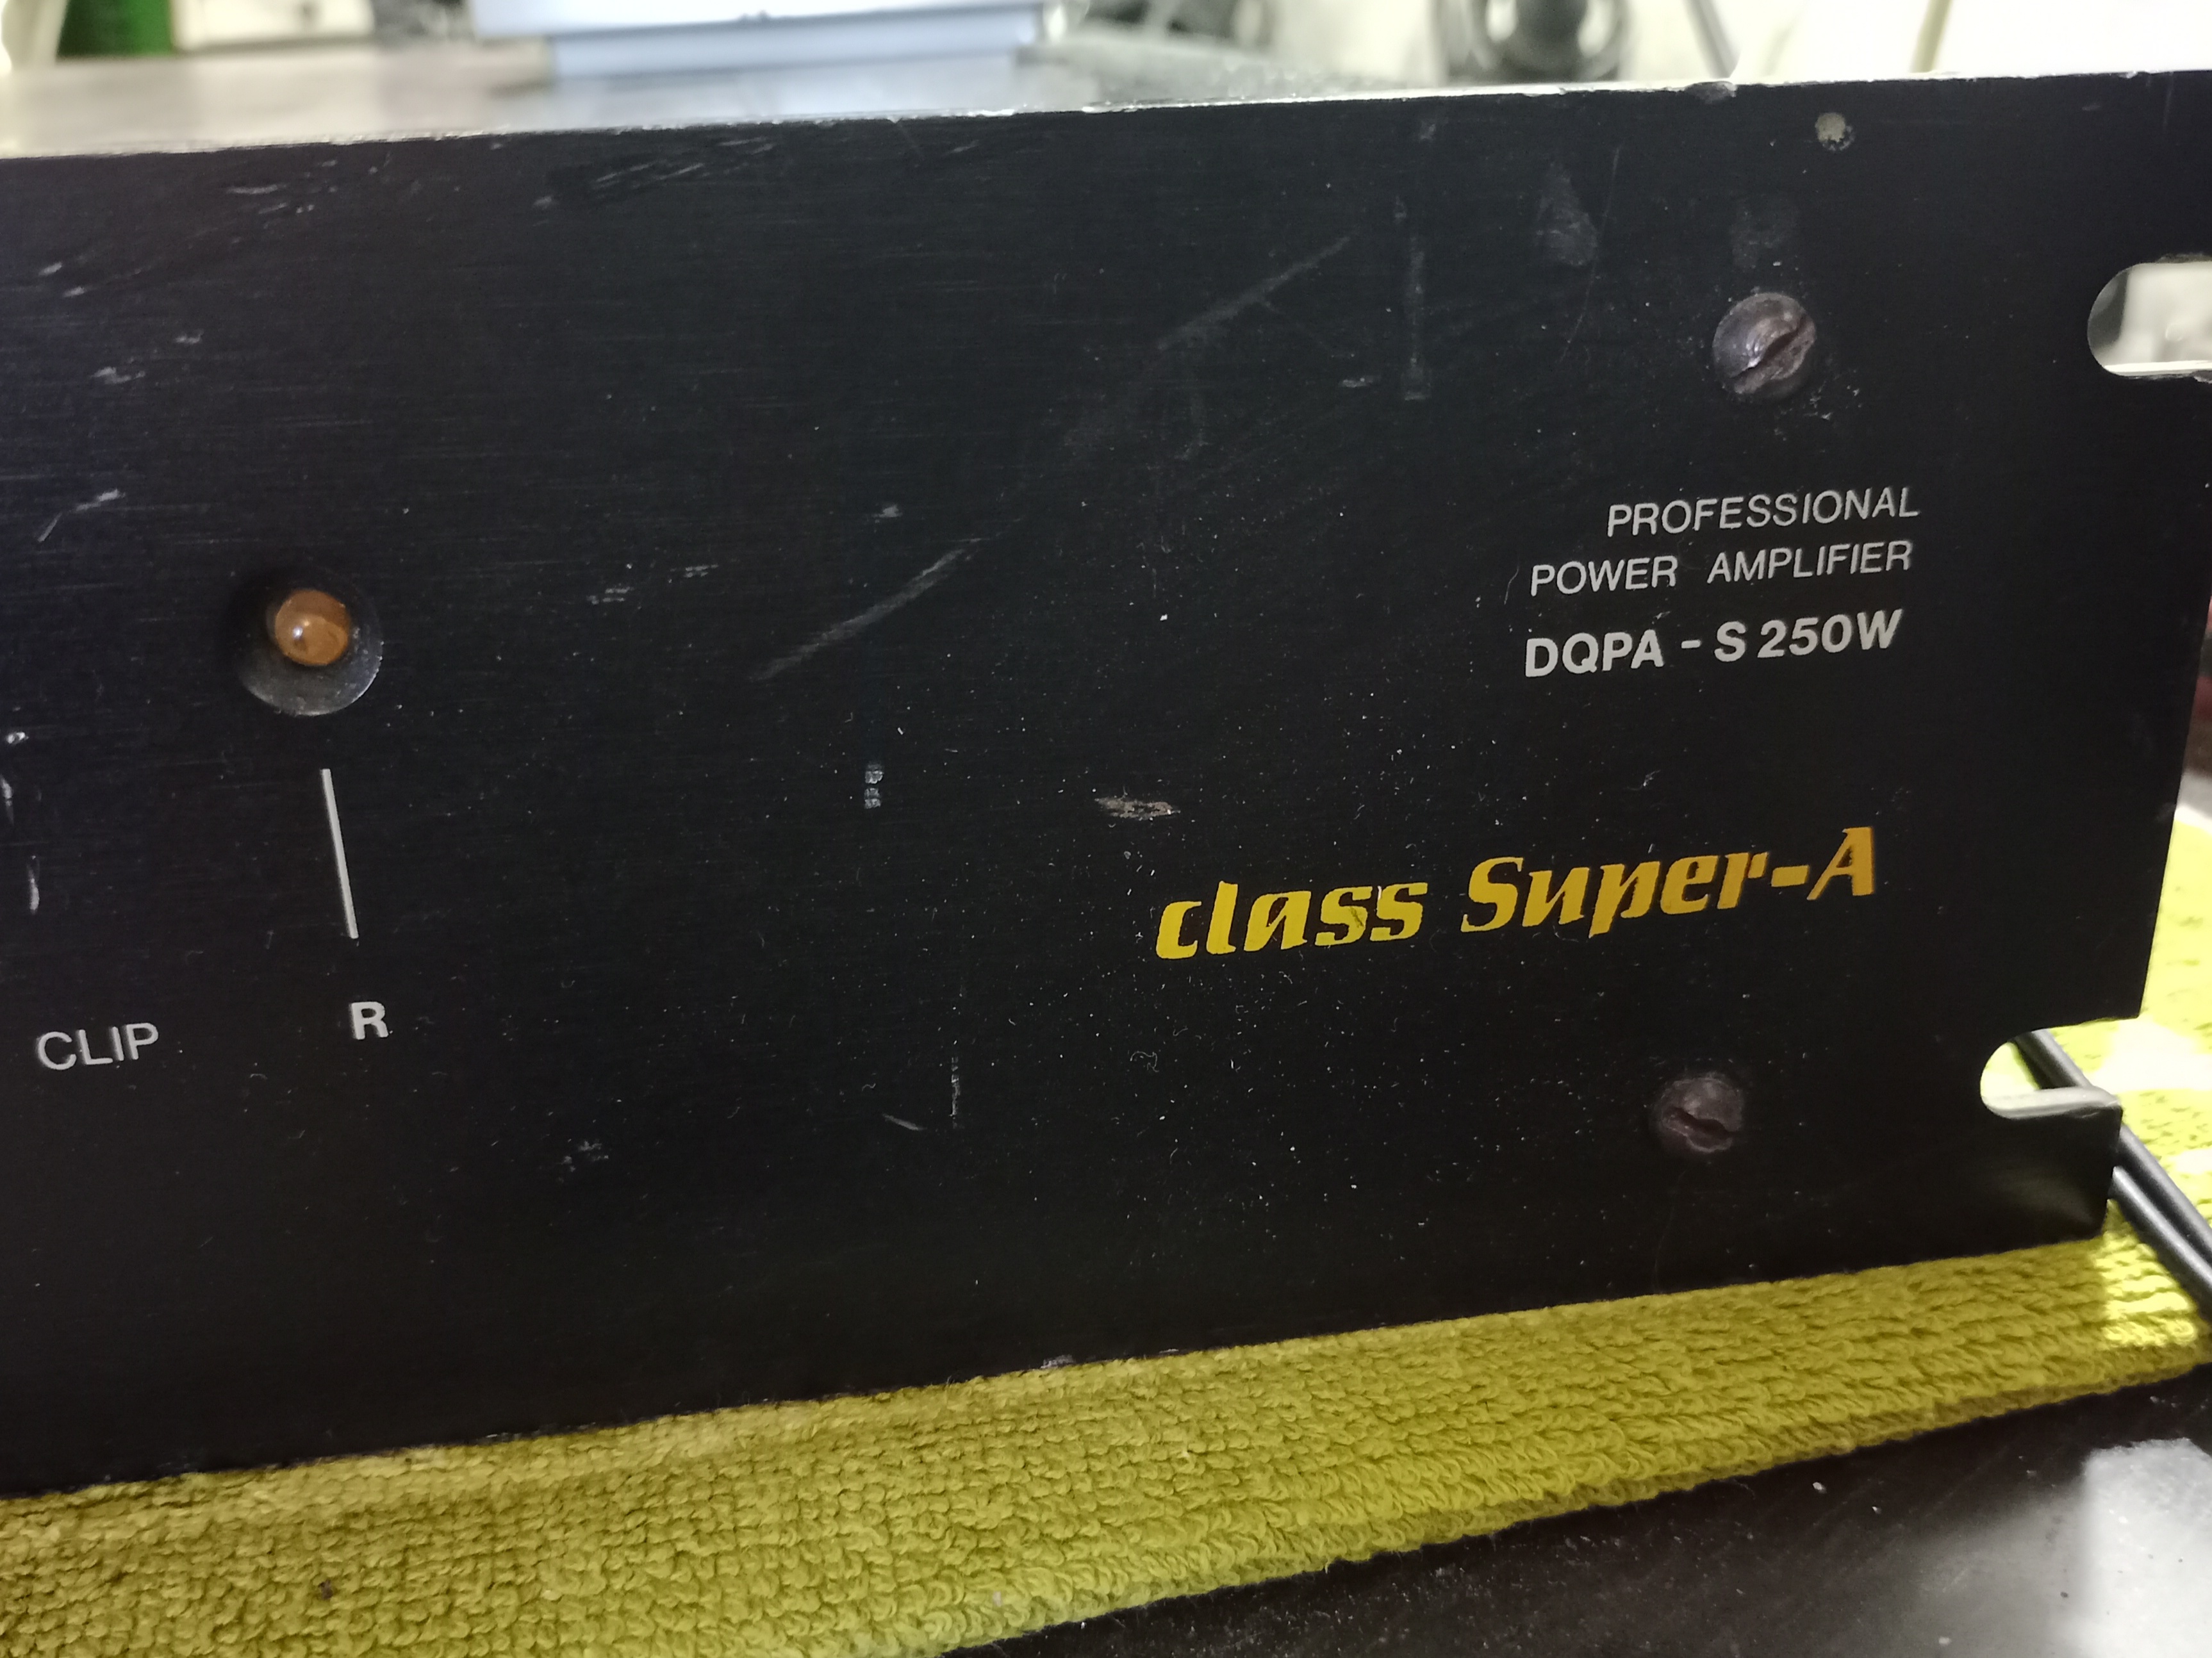 PROFESSIONAL
POWER AMPLIFIER
DQPA - S 250W
class Super-A
CLIP R